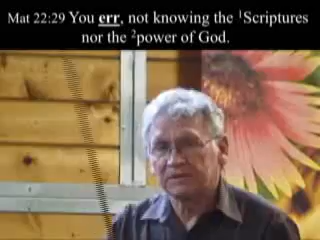 Mat 22:29 You err, not knowing the ¹Scriptures
nor the ²power of God.